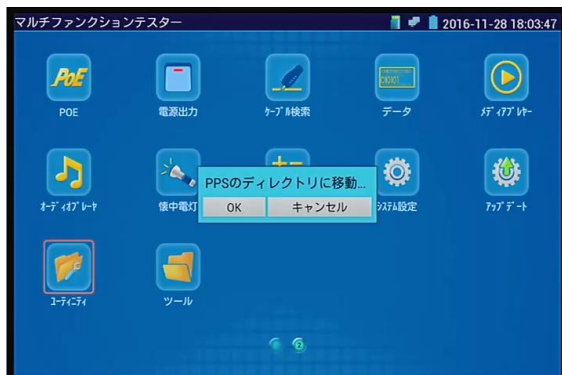 マルチファンクションテスター
2016-11-28 18:03:47
POE
POE
電源出力
ケーブル検索
データ
メディアプレヤー
オーディオプレーヤ
懐中電灯
システム設定
アップデート
PPSのディレクトリに移動...
OK
キャンセル
ユーティニティ
ツール
2